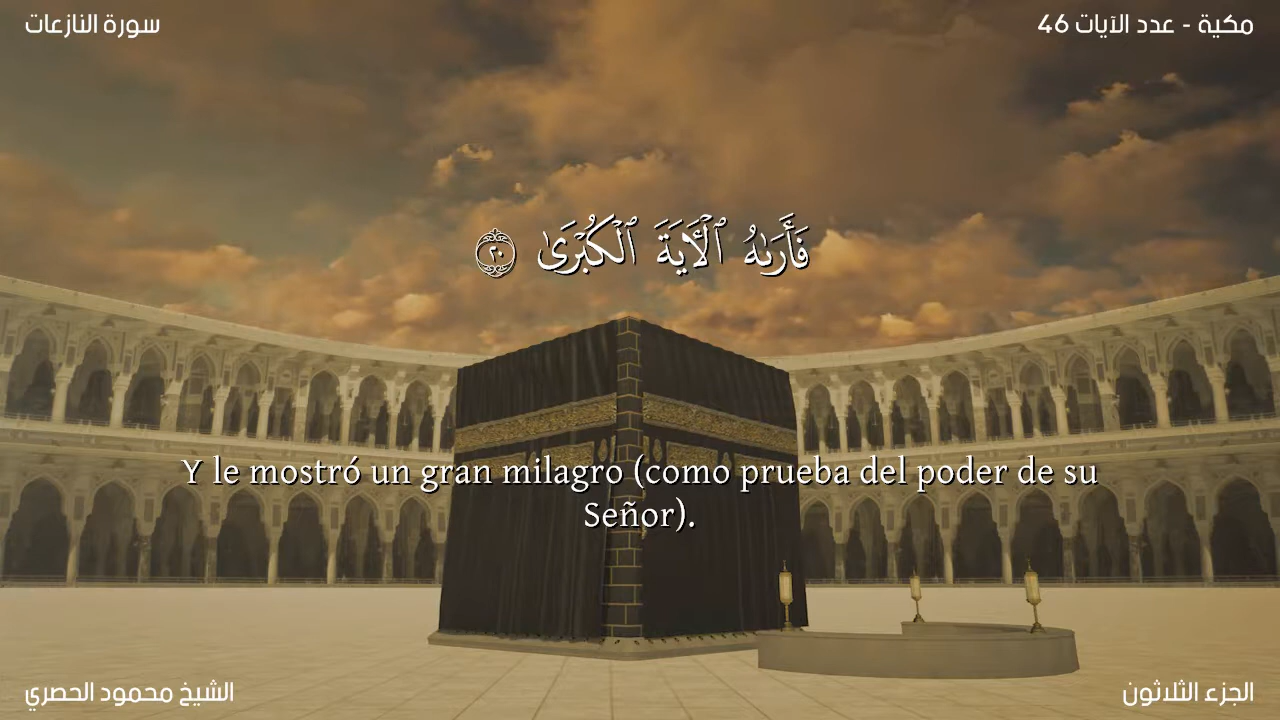 سورة النازعات
مكية - عدد الآيات 46
فَأَرَىٰهُ ٱلْأَيَةَ ٱلْكُبْرَىٰ ٢٠
Y le mostró un gran milagro (como prueba del poder de su
Señor).
الشيخ محمود الحصري
الجزء الثلاثون